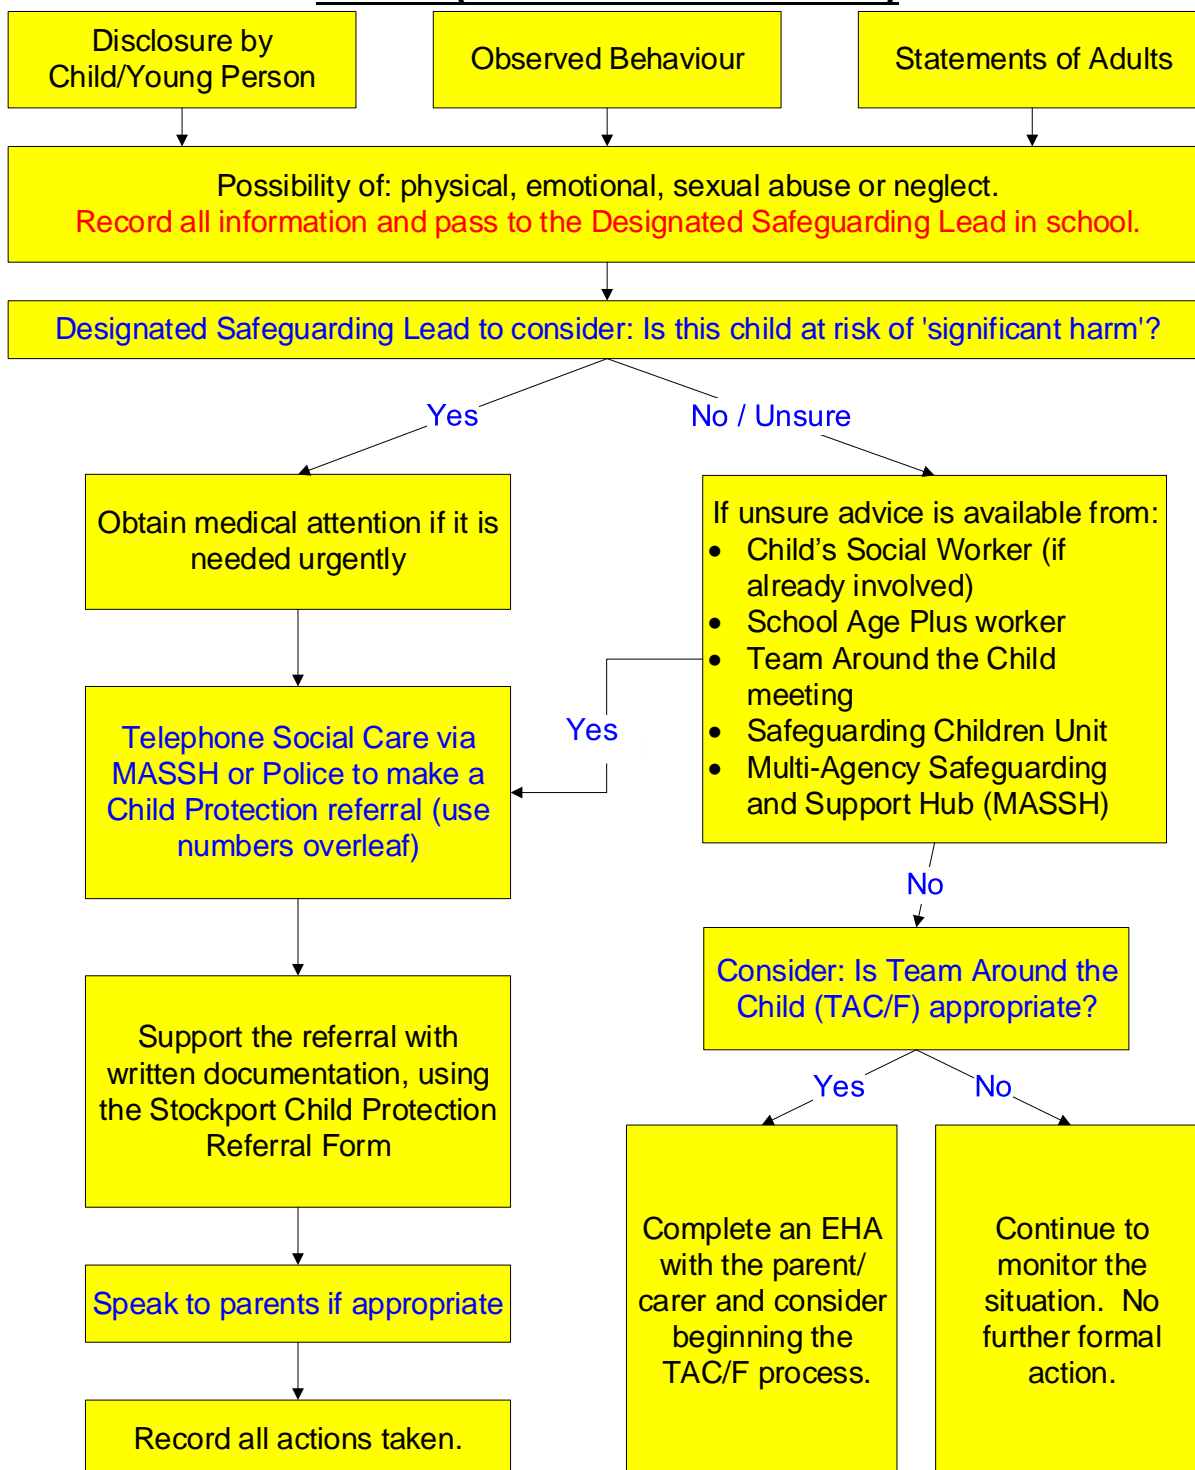 Disclosure by
Child/Young Person
Observed Behaviour
Statements of Adults
Possibility of: physical, emotional, sexual abuse or neglect.
Record all information and pass to the Designated Safeguarding Lead in school.
Designated Safeguarding Lead to consider: Is this child at risk of 'significant harm'?
Yes
No / Unsure
Obtain medical attention if it is
needed urgently
If unsure advice is available from:
• Child’s Social Worker (if
already involved)
• School Age Plus worker
• Team Around the Child
meeting
• Safeguarding Children Unit
• Multi-Agency Safeguarding
and Support Hub (MASSH)
Yes
Telephone Social Care via
MASSH or Police to make a
Child Protection referral (use
numbers overleaf)
No
Consider: Is Team Around the
Child (TAC/F) appropriate?
Support the referral with
written documentation, using
the Stockport Child Protection
Referral Form
Yes
No
Complete an EHA
with the parent/
carer and consider
beginning the
TAC/F process.
Continue to
monitor the
situation.  No
further formal
action.
Speak to parents if appropriate
Record all actions taken.